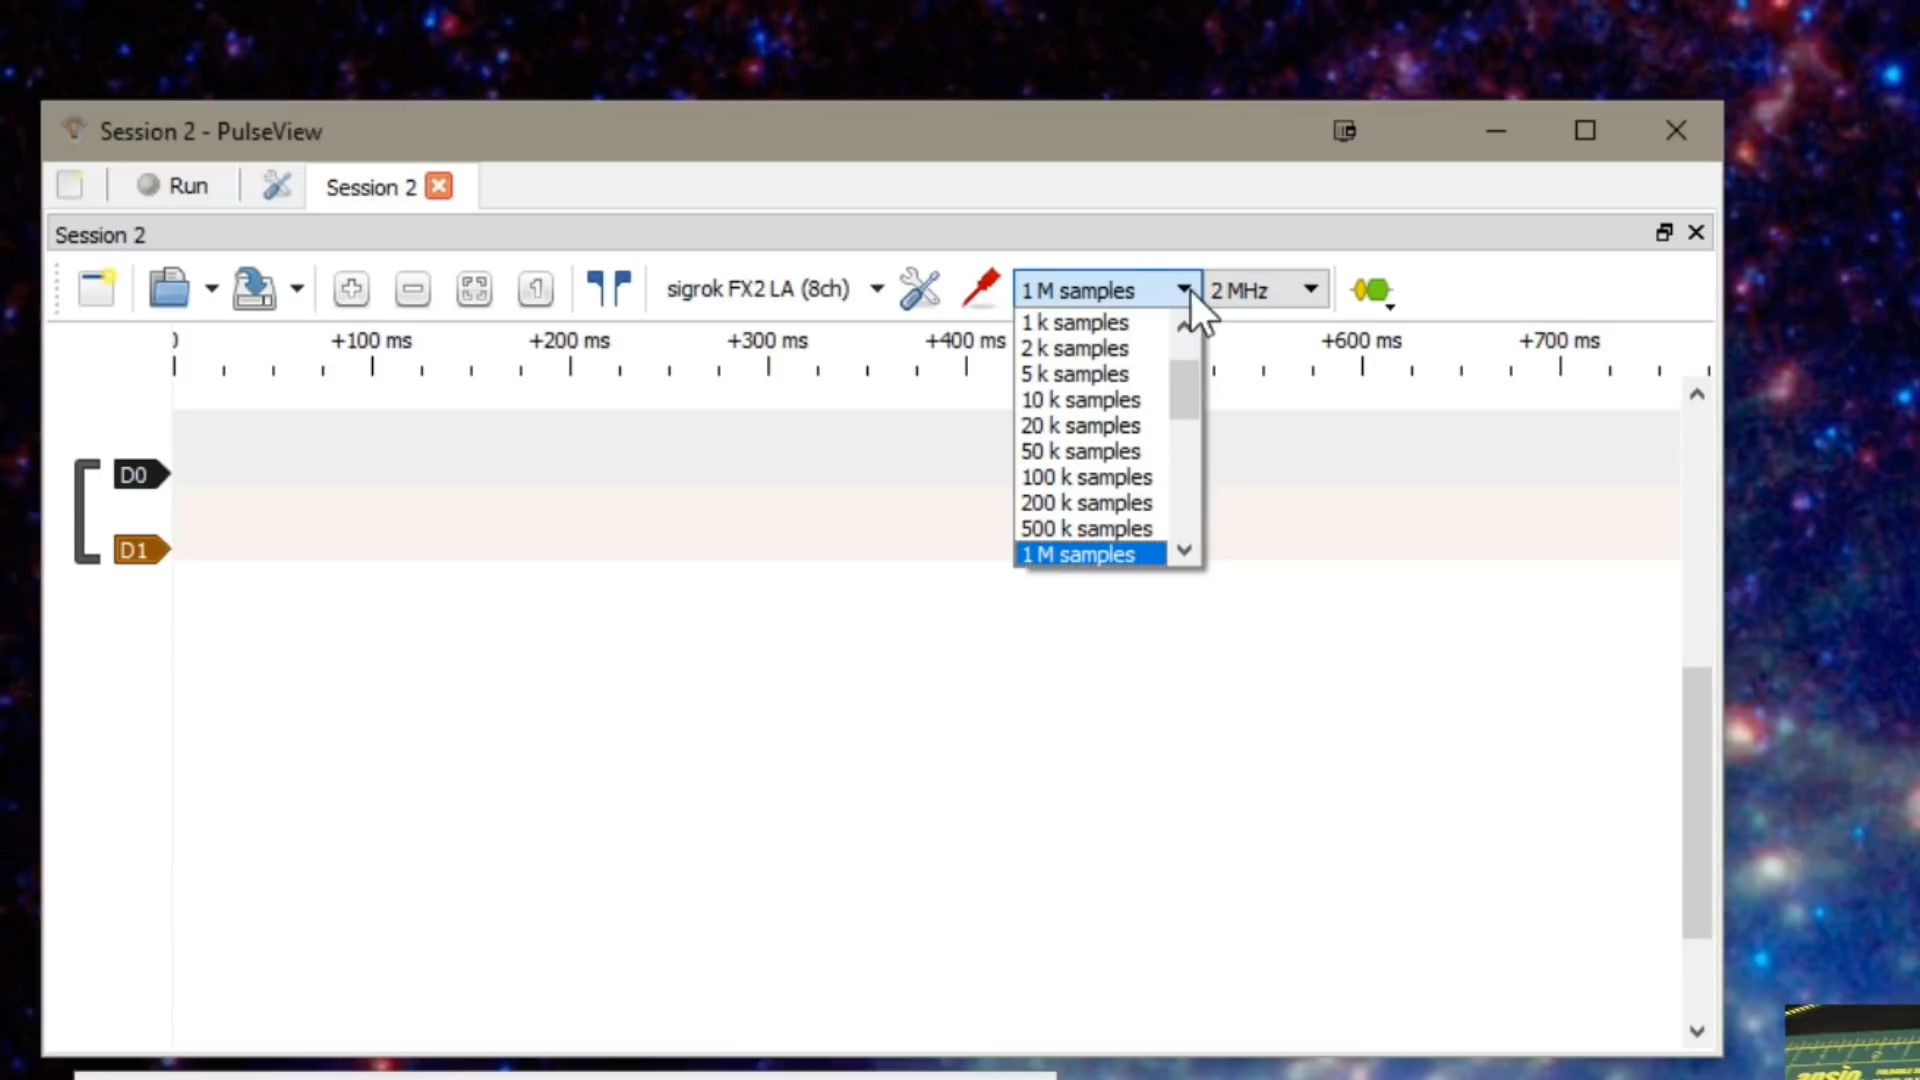 Session 2 - PulseView
Run
Session 2
Session 2
sigrok FX2 LA (8ch)
1 M samples
2 MHz
0
+100 ms
+200 ms
+300 ms
+400 ms
+600 ms
+700 ms
1 k samples
2 k samples
5 k samples
10 k samples
20 k samples
50 k samples
100 k samples
200 k samples
500 k samples
1 M samples
D0
D1